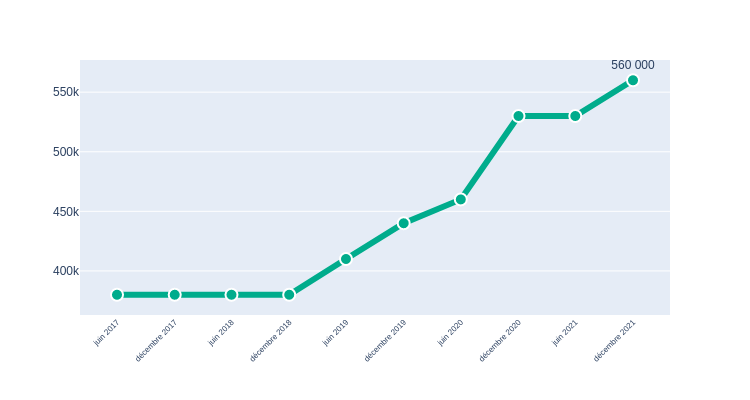 560 000
550k
500k
450k
400k
juin 2017
décembre 2017
juin 2018
décembre 2018
juin 2019
décembre 2019
juin 2020
décembre 2020
juin 2021
décembre 2021